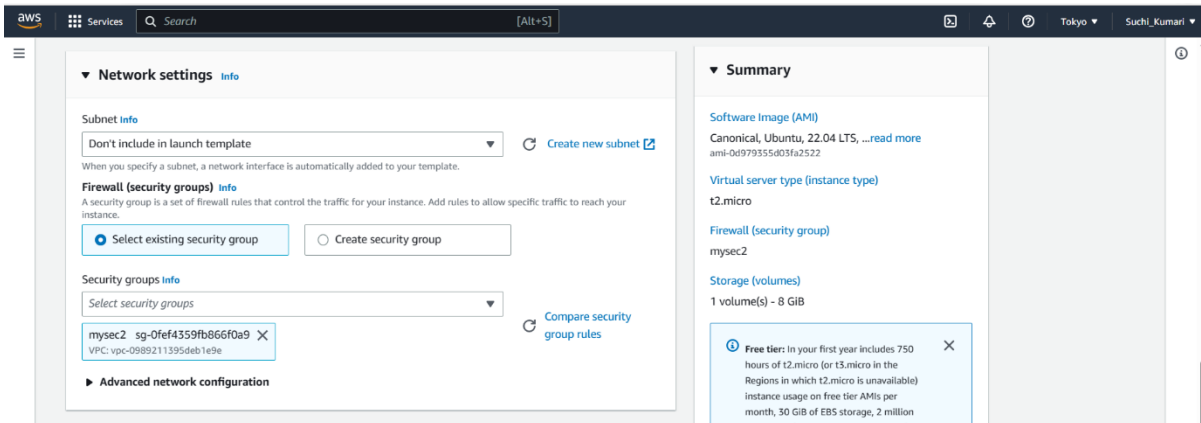 aws
Services
Search
[Alt+S]
Tokyo
Suchi_Kumari
Network settings Info
Subnet Info
Don't include in launch template
Create new subnet
When you specify a subnet, a network interface is automatically added to your template.
Firewall (security groups) Info
A security group is a set of firewall rules that control the traffic for your instance. Add rules to allow specific traffic to reach your
instance.
Select existing security group
Create security group
Security groups Info
Select security groups
Compare security
group rules
mysec2 sg-0fef4359fb866f0a9
VPC: vpc-0989211395deb1e9e
Advanced network configuration
Summary
Software Image (AMI)
Canonical, Ubuntu, 22.04 LTS, ...read more
ami-0d979355d03fa2522
Virtual server type (instance type)
t2.micro
Firewall (security group)
mysec2
Storage (volumes)
1 volume(s) - 8 GiB
Free tier: In your first year includes 750
hours of t2.micro (or t3.micro in the
Regions in which t2.micro is unavailable)
instance usage on free tier AMIs per
month, 30 GiB of EBS storage, 2 million